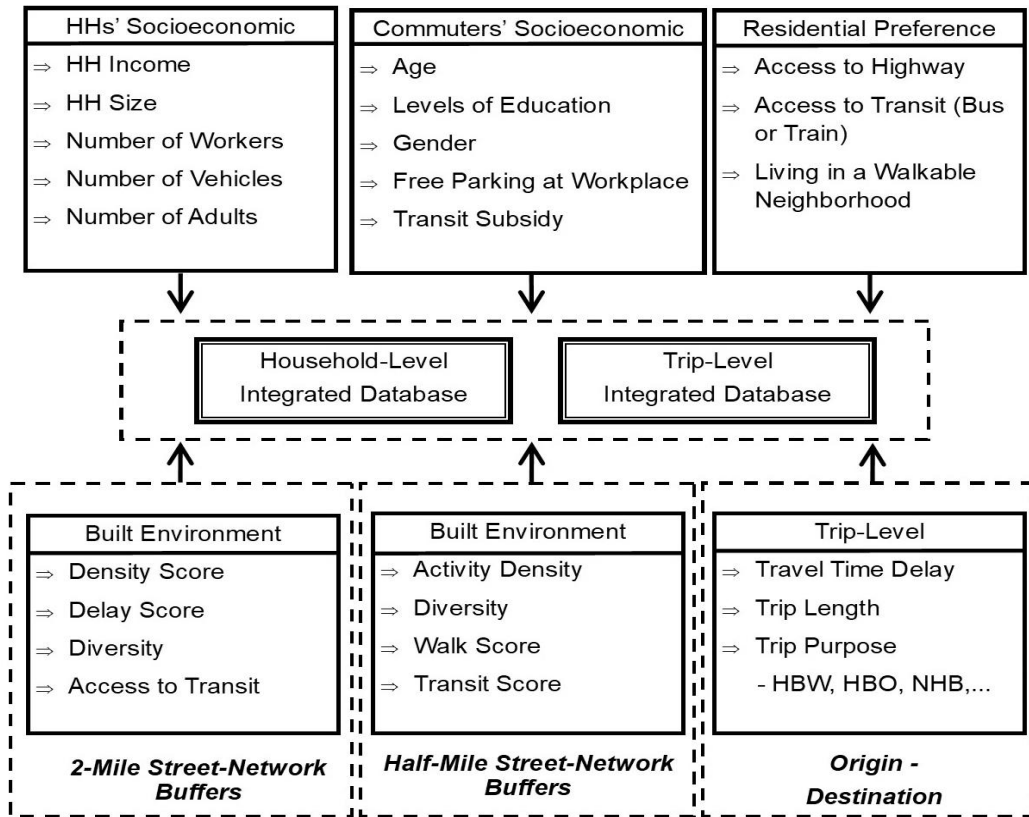 HHs' Socioeconomic
⇒ HH Income
⇒ HH Size
⇒ Number of Workers
⇒ Number of Vehicles
⇒ Number of Adults
Commuters' Socioeconomic
⇒ Age
⇒ Levels of Education
⇒ Gender
⇒ Free Parking at Workplace
⇒ Transit Subsidy
Residential Preference
⇒ Access to Highway
⇒ Access to Transit (Bus
or Train)
⇒ Living in a Walkable
Neighborhood
Household-Level
Integrated Database
Trip-Level
Integrated Database
Built Environment
⇒ Density Score
⇒ Delay Score
⇒ Diversity
⇒ Access to Transit
2-Mile Street-Network
Buffers
Built Environment
⇒ Activity Density
⇒ Diversity
⇒ Walk Score
⇒ Transit Score
Half-Mile Street-Network
Buffers
Trip-Level
⇒ Travel Time Delay
⇒ Trip Length
⇒ Trip Purpose
- HBW, HBO, NHB,...
Origin -
Destination